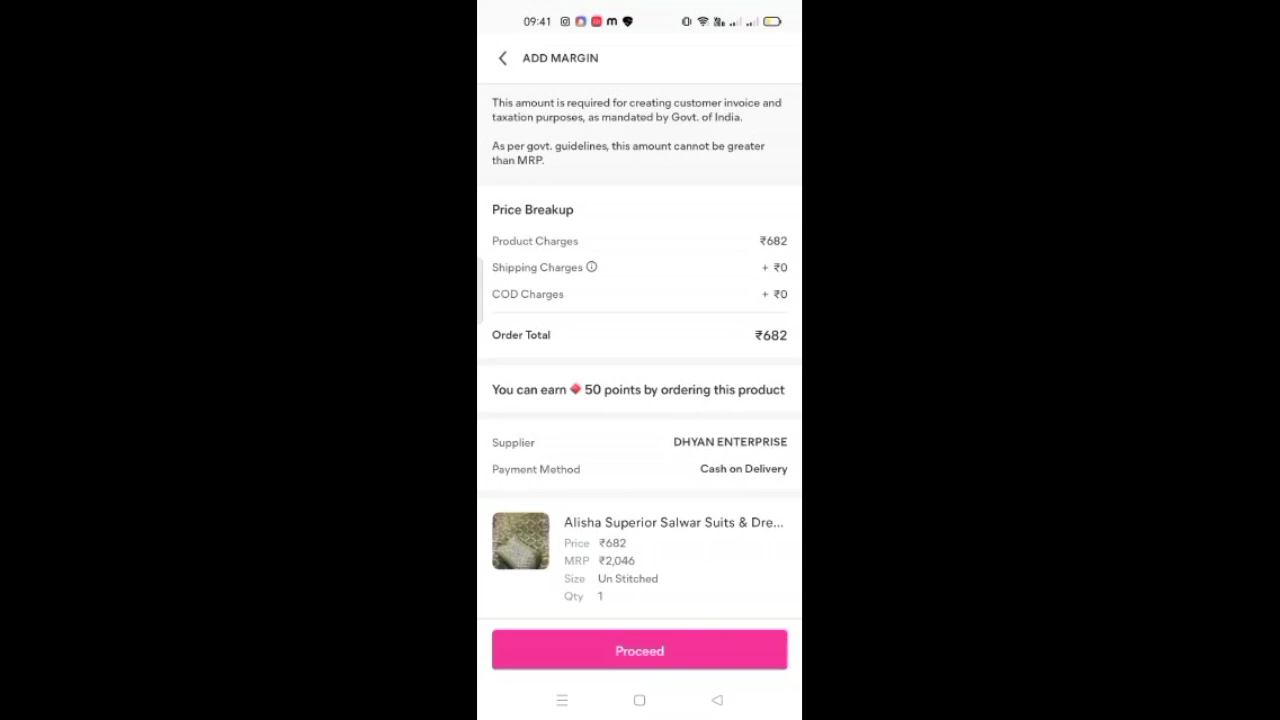 09:41
ADD MARGIN
This amount is required for creating customer invoice and
taxation purposes, as mandated by Govt. of India.
As per govt. guidelines, this amount cannot be greater
than MRP.
Price Breakup
Product Charges ₹682
Shipping Charges + ₹0
COD Charges + ₹0
Order Total ₹682
You can earn 50 points by ordering this product
Supplier DHYAN ENTERPRISE
Payment Method Cash on Delivery
Alisha Superior Salwar Suits & Dre...
Price ₹682
MRP ₹2,046
Size Un Stitched
Qty 1
Proceed